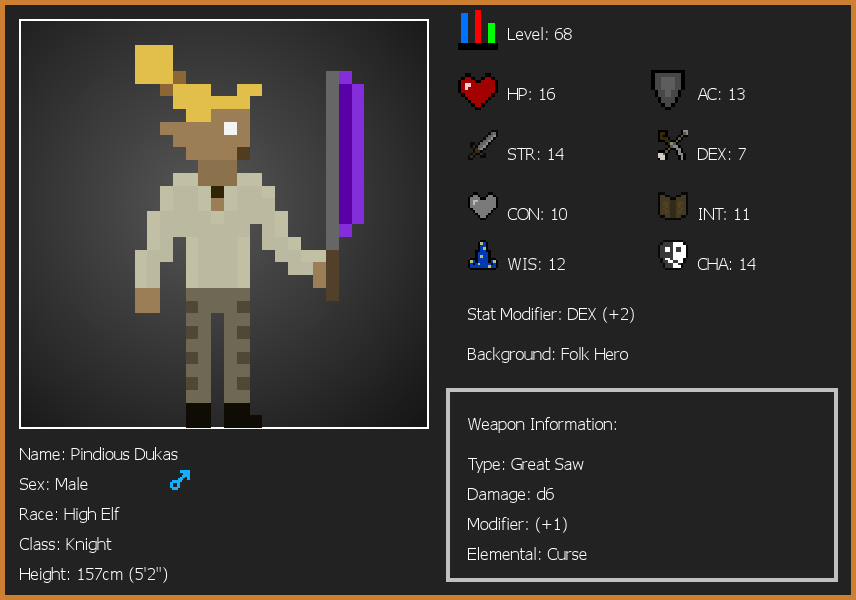 Level: 68
HP: 16
AC: 13
STR: 14
DEX: 7
CON: 10
INT: 11
WIS: 12
CHA: 14
Stat Modifier: DEX (+2)
Background: Folk Hero
Weapon Information:
Type: Great Saw
Damage: d6
Modifier: (+1)
Elemental: Curse
Name: Pindious Dukas
Sex: Male
Race: High Elf
Class: Knight
Height: 157cm (5'2")